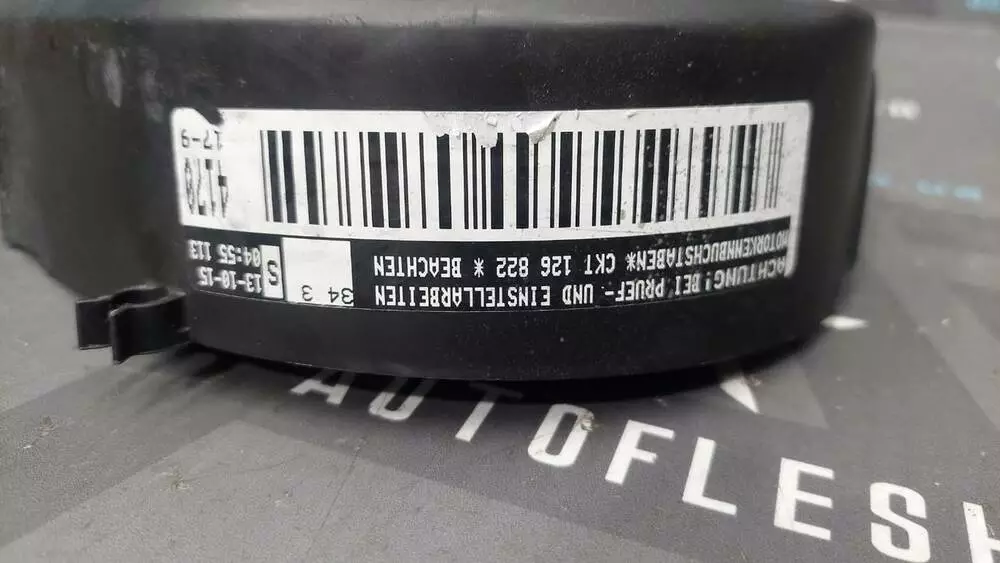 ACHTUNG! BEI PRUEF- UND EINSTELLARBEITEN
MOTORKENNBUCHSTABEN* CKT 126 822 * BEACHTEN
34 3
S
13-10-15
04:55 113
4170
17-9
AUTOFLESH